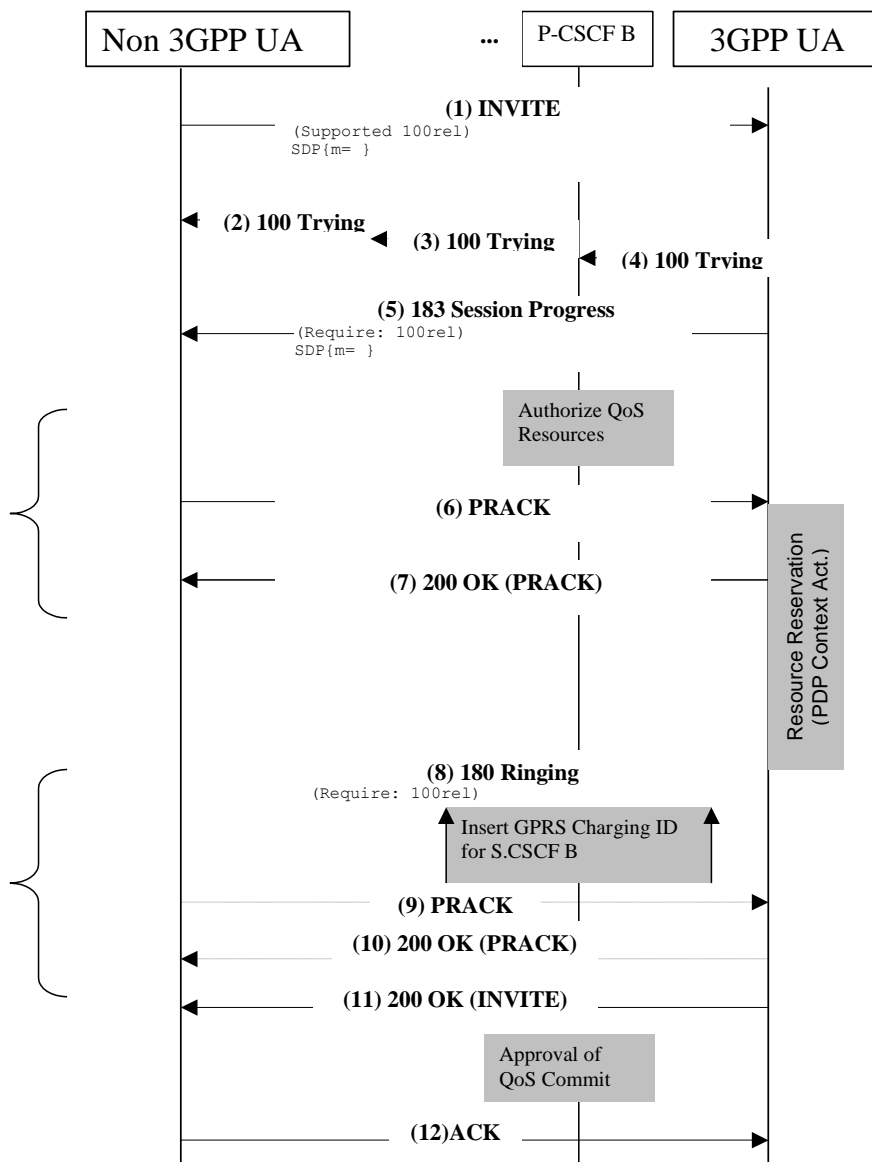 Non 3GPP UA
...
P-CSCF B
3GPP UA
(1) INVITE
(Supported 100rel)
SDP{m= }
(2) 100 Trying
(3) 100 Trying
(4) 100 Trying
(5) 183 Session Progress
(Require: 100rel)
SDP{m= }
Authorize QoS
Resources
(6) PRACK
(7) 200 OK (PRACK)
Resource Reservation
(PDP Context Act.)
(8) 180 Ringing
(Require: 100rel)
Insert GPRS Charging ID
for S.CSCF B
(9) PRACK
(10) 200 OK (PRACK)
(11) 200 OK (INVITE)
Approval of
QoS Commit
(12)ACK